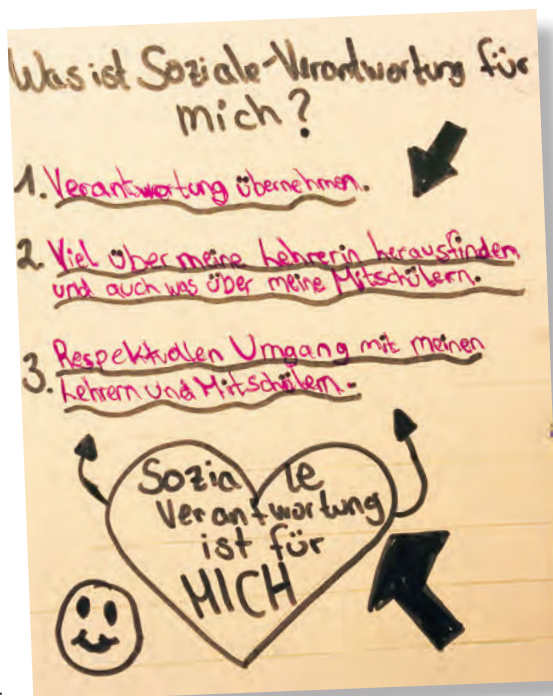 Was ist Soziale-Verantwortung für
mich?
1. Verantwortung übernehmen.
2. Viel über meine Lehrerin herausfinden
und auch was über meine Mitschülern.
3. Respektvollen Umgang mit meinen
Lehrern und Mitschülern.
Soziale
Verantwortung
ist für
MICH